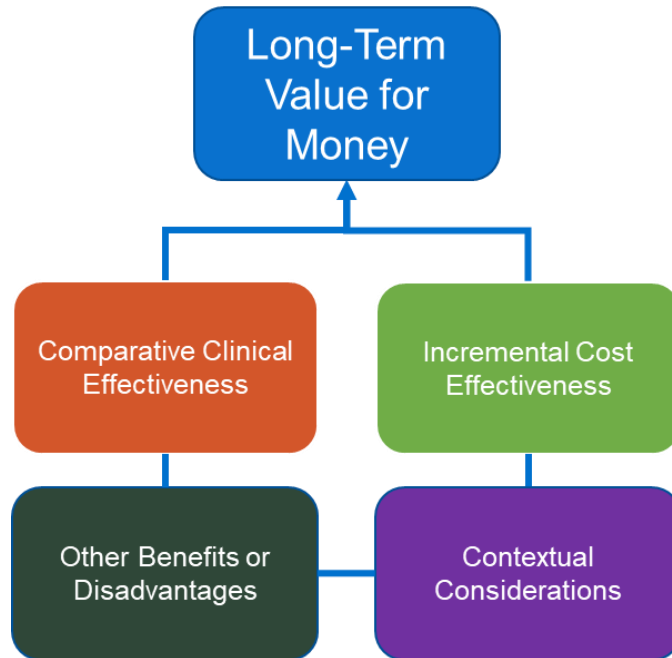 Long-Term
Value for
Money
Comparative Clinical
Effectiveness
Incremental Cost
Effectiveness
Other Benefits or
Disadvantages
Contextual
Considerations